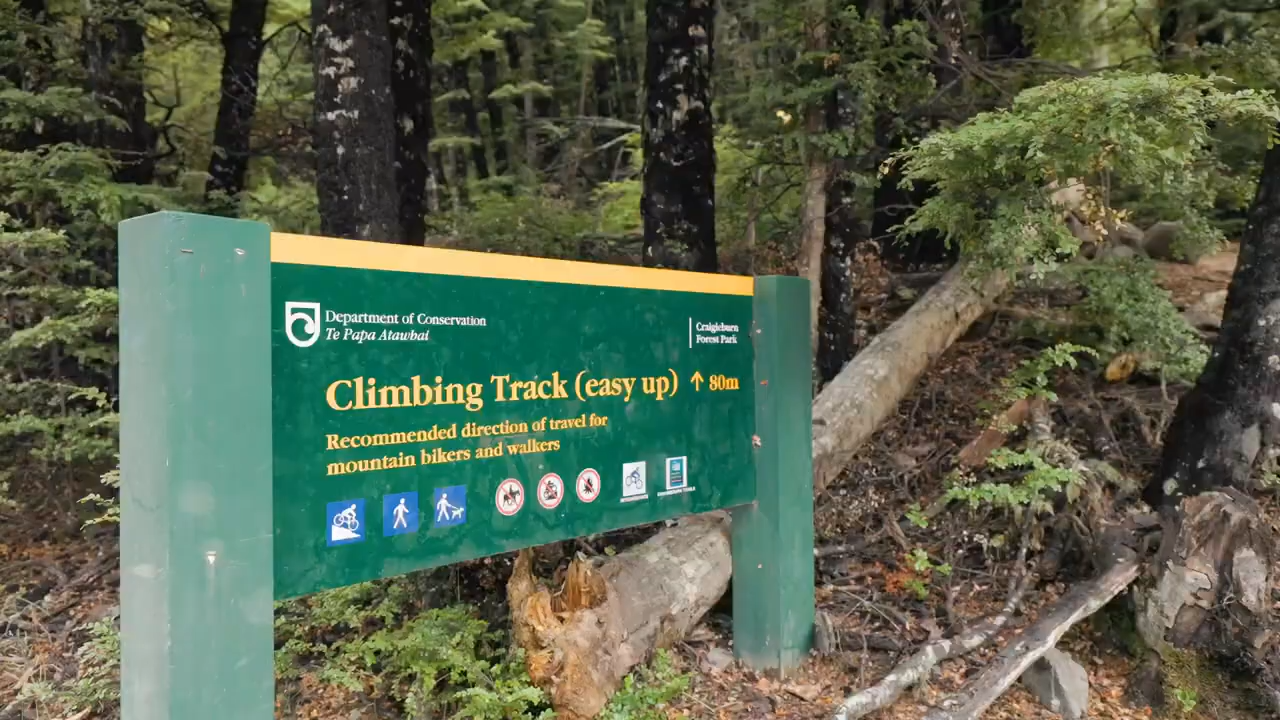 Department of Conservation
Te Papa Atawbai
Craigieburn
Forest Park
Climbing Track (easy up) ↑ 80m
Recommended direction of travel for
mountain bikers and walkers